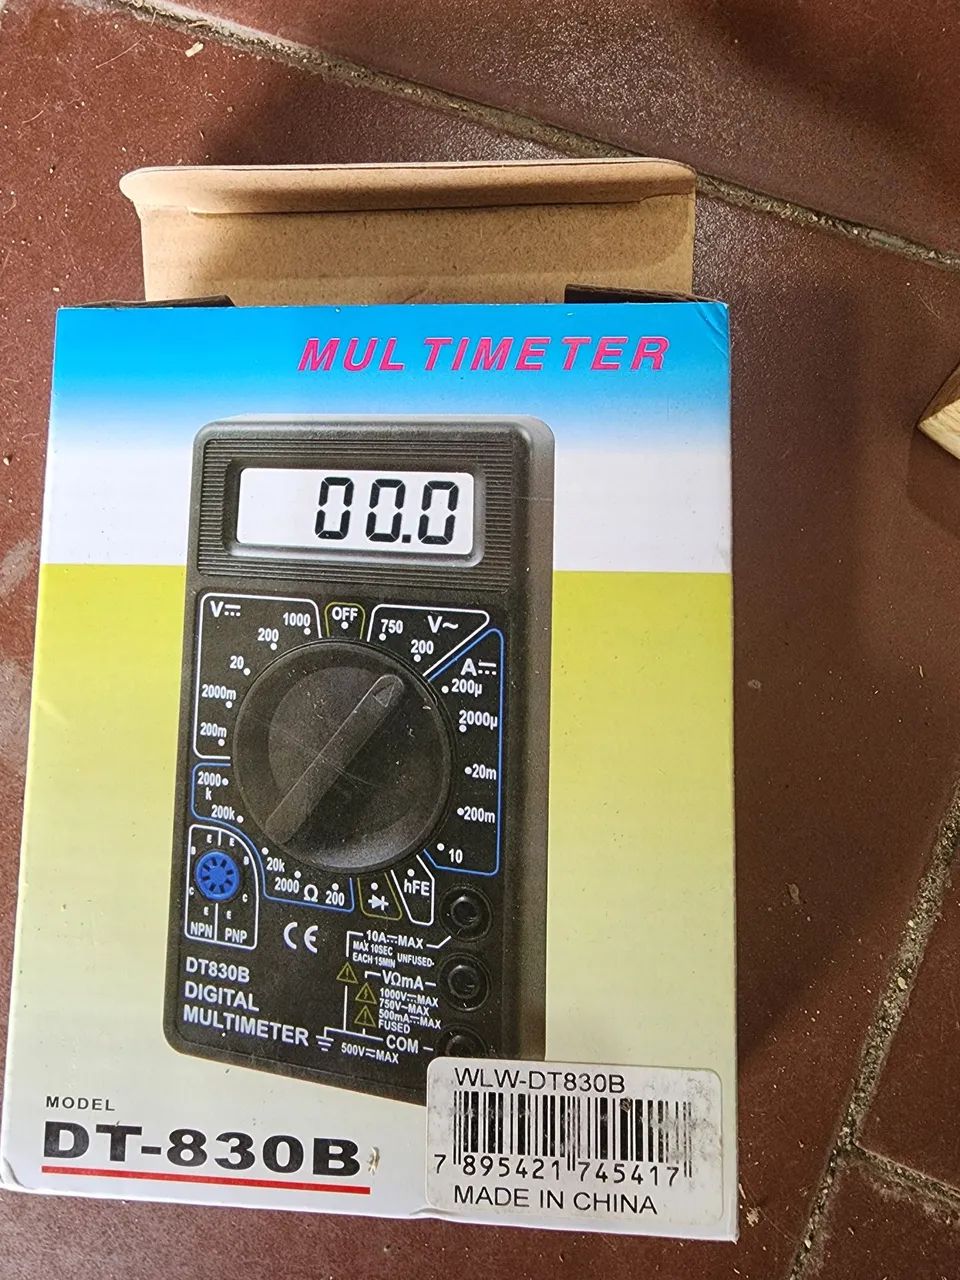 MULTIMETER
00.0
V⎓
1000
OFF
750
V~
200
200
A⎓
20
200µ
2000m
2000µ
200m
20m
2000
k
200m
200k
10
20k
2000
Ω
200
hFE
E
E
B
B
C
C
E
E
NPN
PNP
CE
10A⎓MAX
MAX 10SEC
UNFUSED
EACH 15MIN
VΩmA
1000V⎓MAX
750V~MAX
500mA⎓MAX
FUSED
COM
500V⎓MAX
DT830B
DIGITAL
MULTIMETER
MODEL
DT-830B
WLW-DT830B
7 895421 745417
MADE IN CHINA